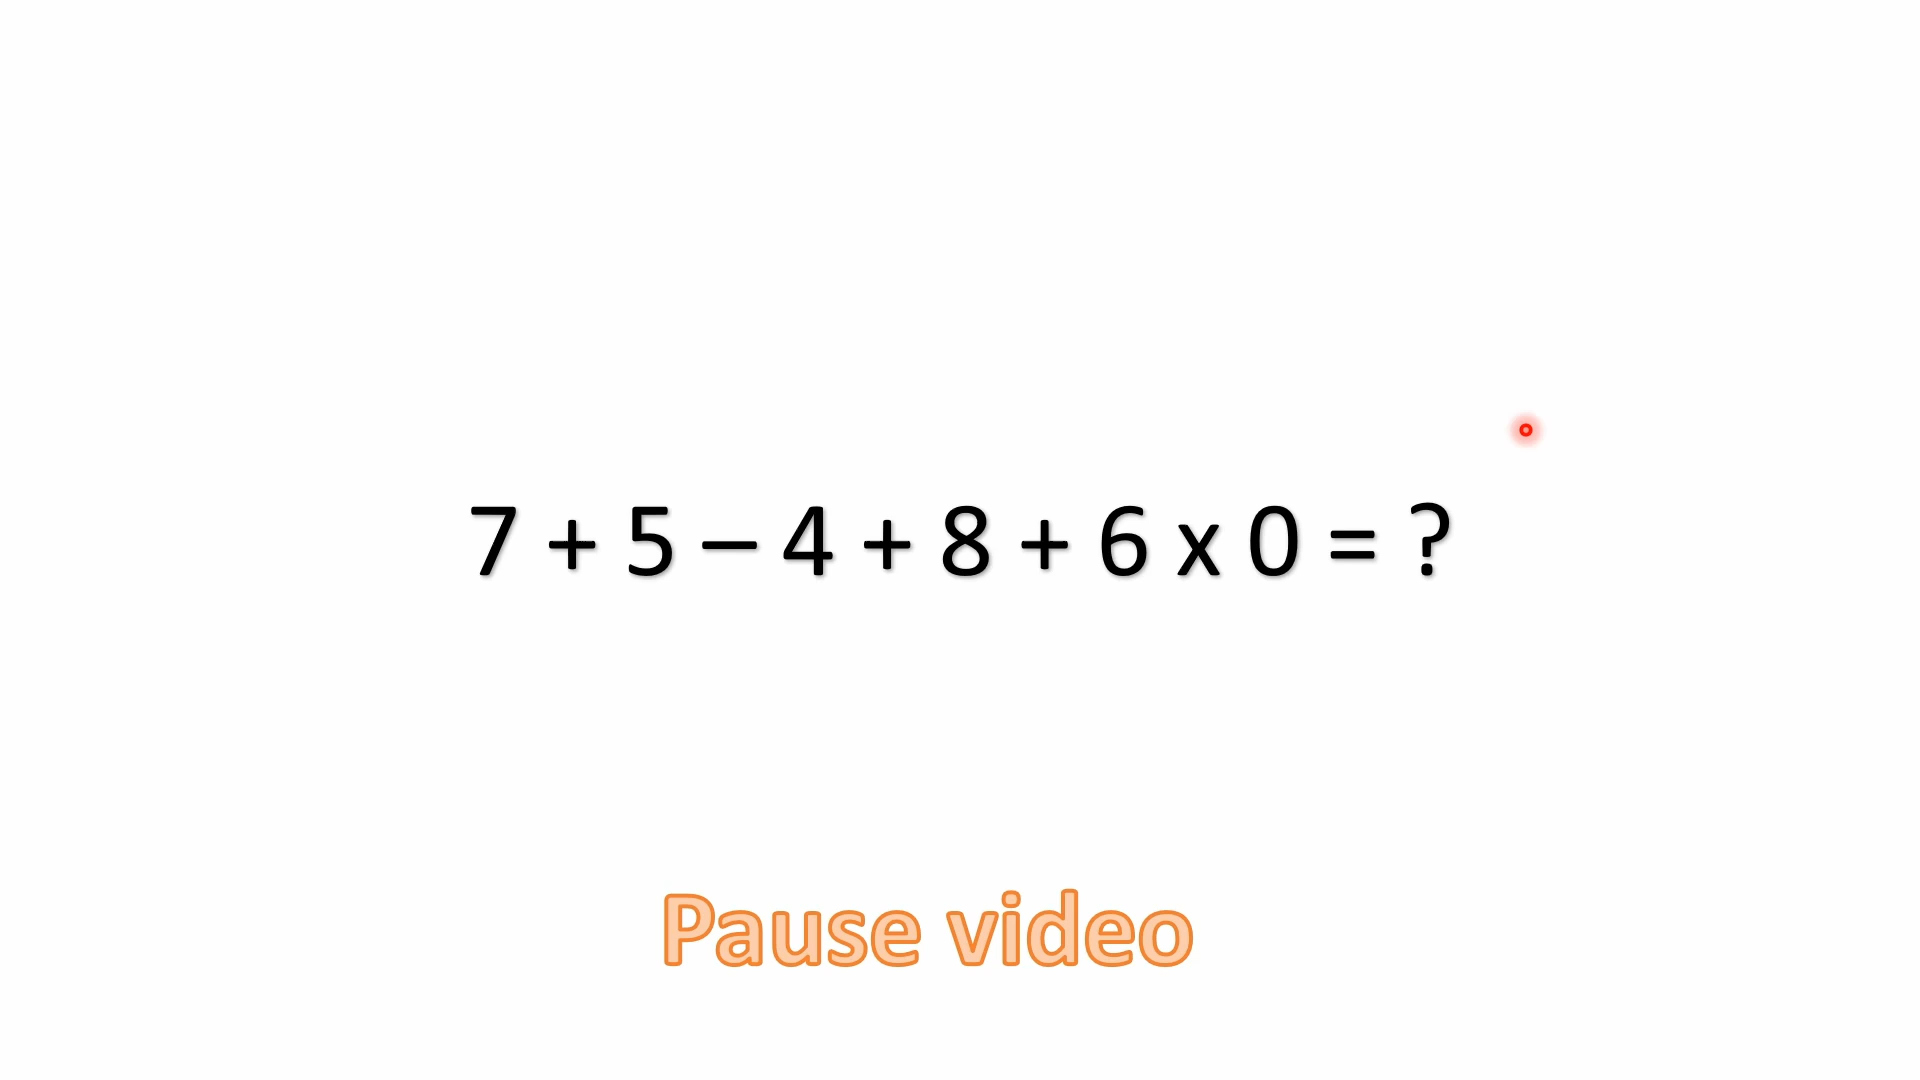 7 + 5 – 4 + 8 + 6 x 0 = ?
Pause video